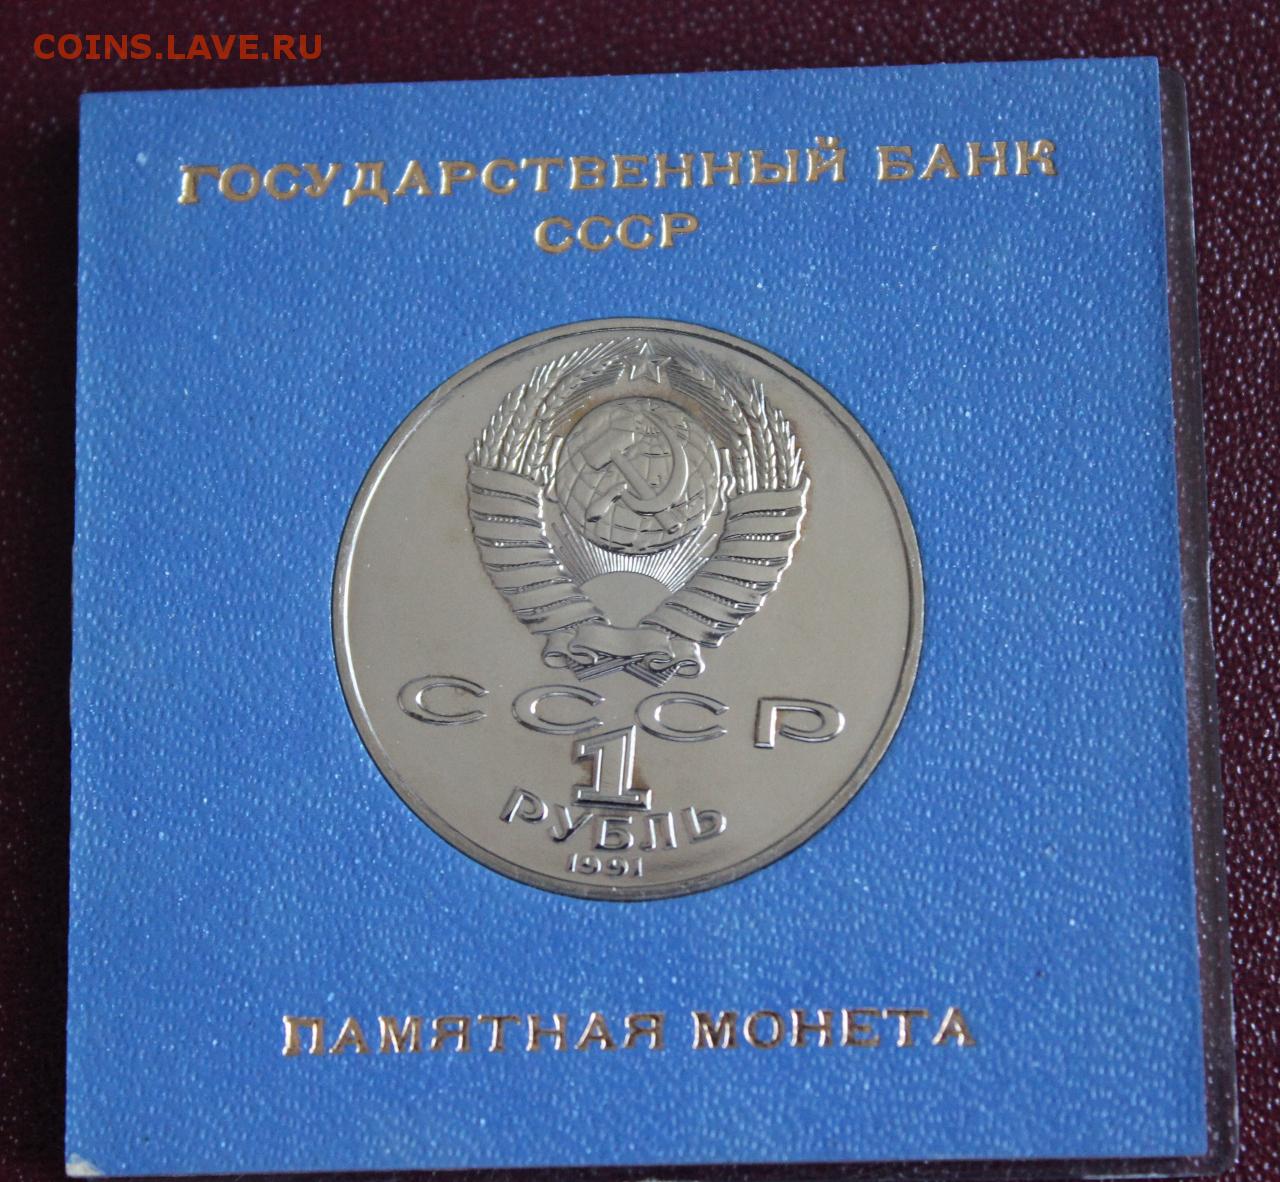 COINS.LAVE.RU
ГОСУДАРСТВЕННЫЙ БАНК
СССР
СССР
1
РУБЛЬ
1991
ПАМЯТНАЯ МОНЕТА